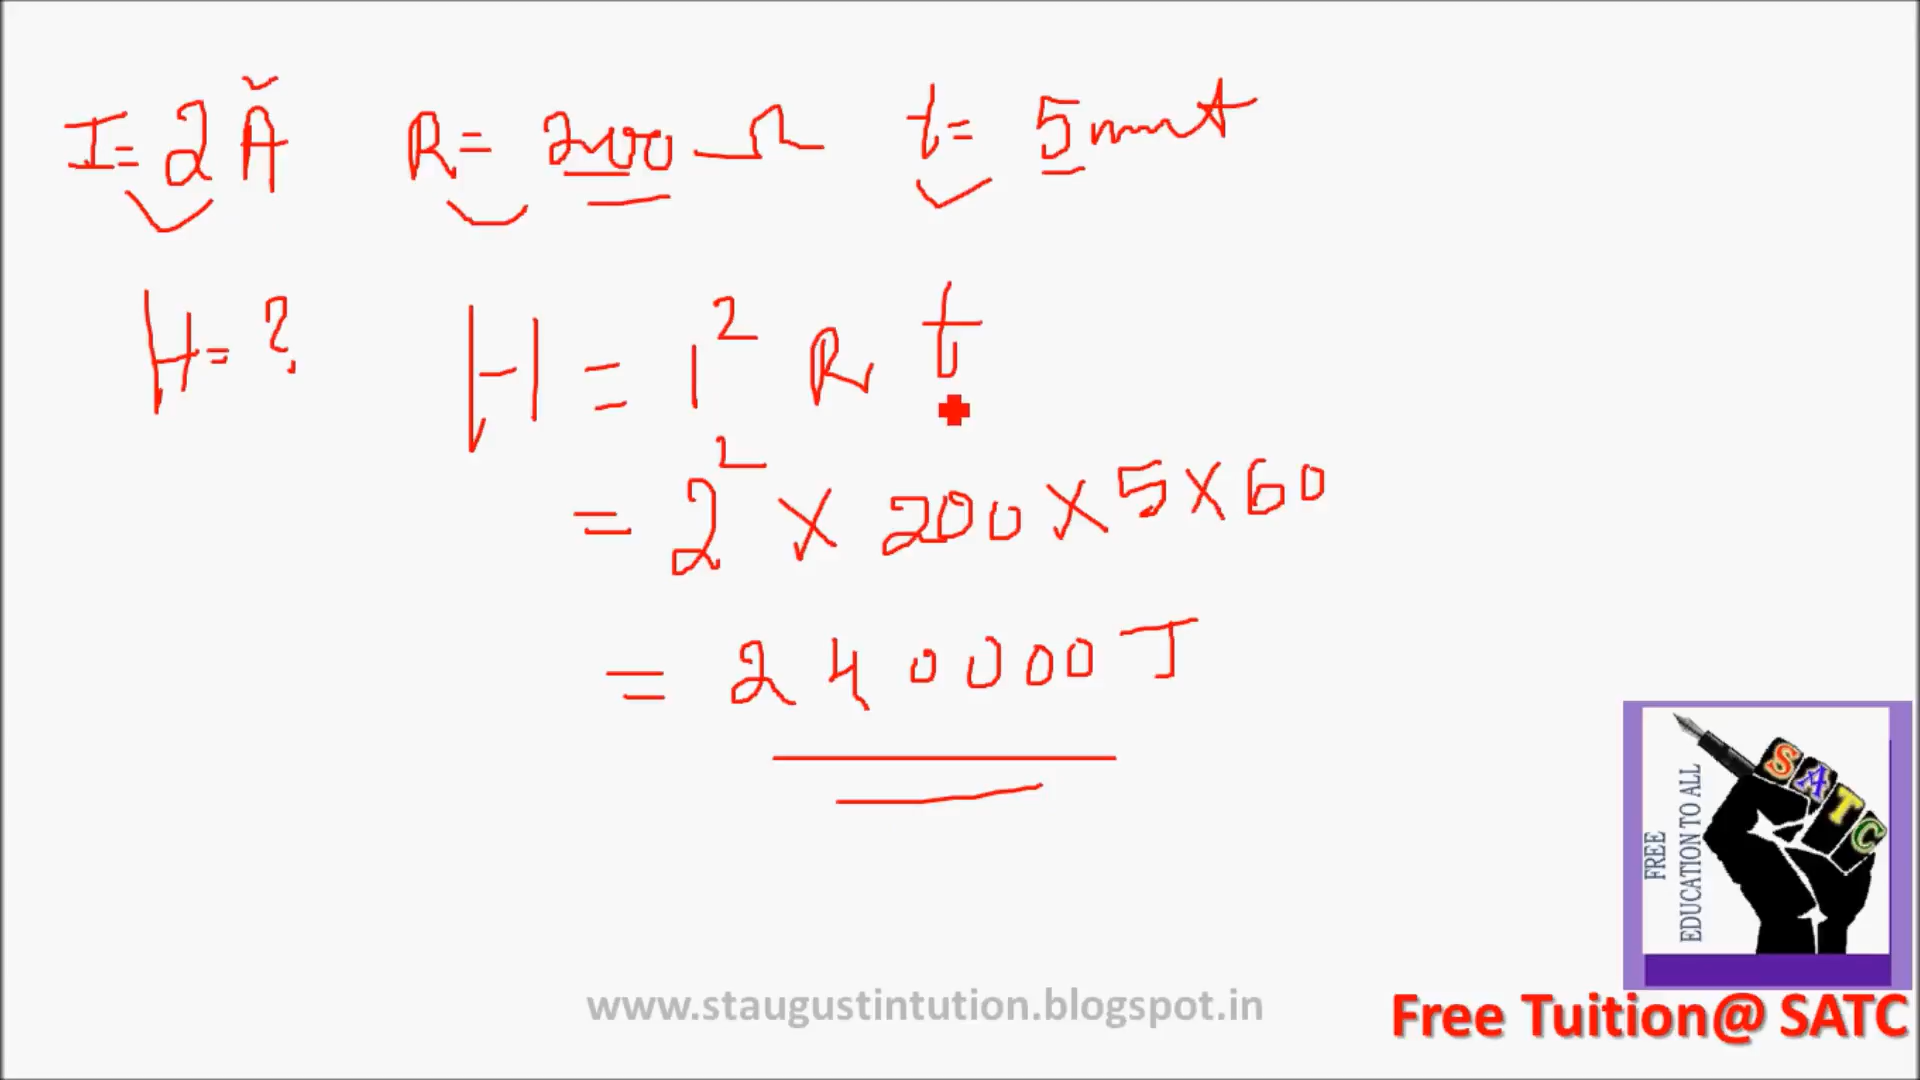 I = 2 A R = 200 Ω t = 5 minut
H = ? H = I² R t
= 2² × 200 × 5 × 60
= 240000 J
FREE
EDUCATION TO ALL
SATC
www.staugustintution.blogspot.in
Free Tuition@ SATC